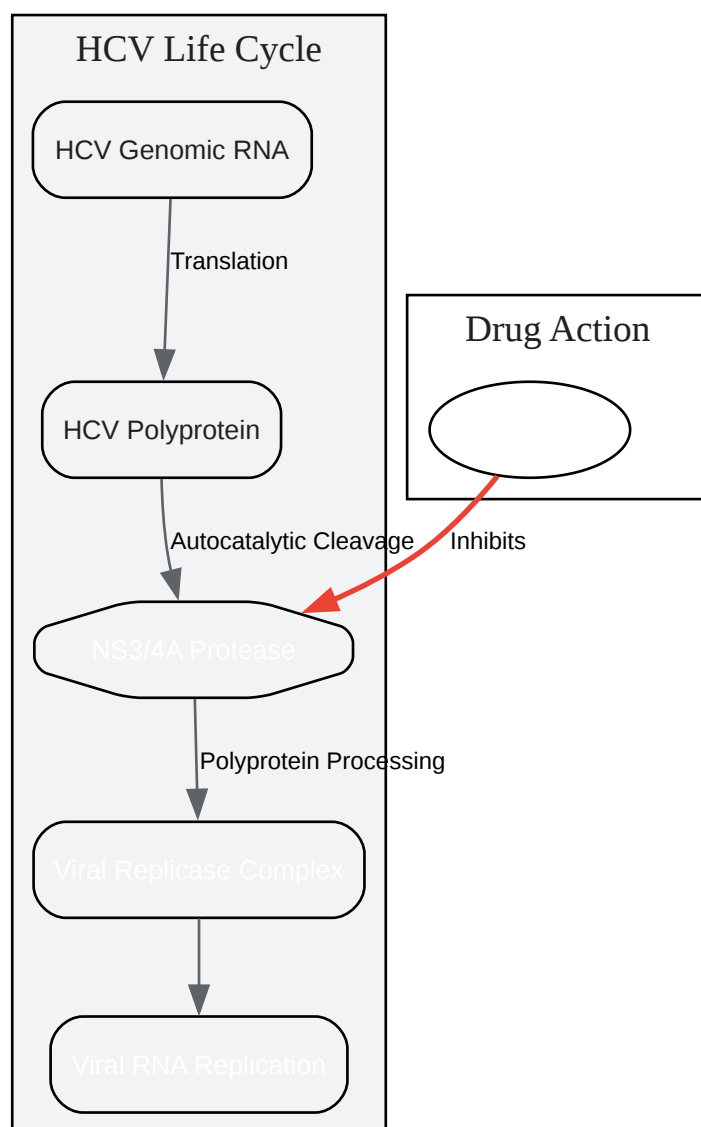 HCV Life Cycle
HCV Genomic RNA
Translation
Drug Action
HCV Polyprotein
Autocatalytic Cleavage
Inhibits
NS3/4A Protease
Polyprotein Processing
Viral Replicase Complex
Viral RNA Replication